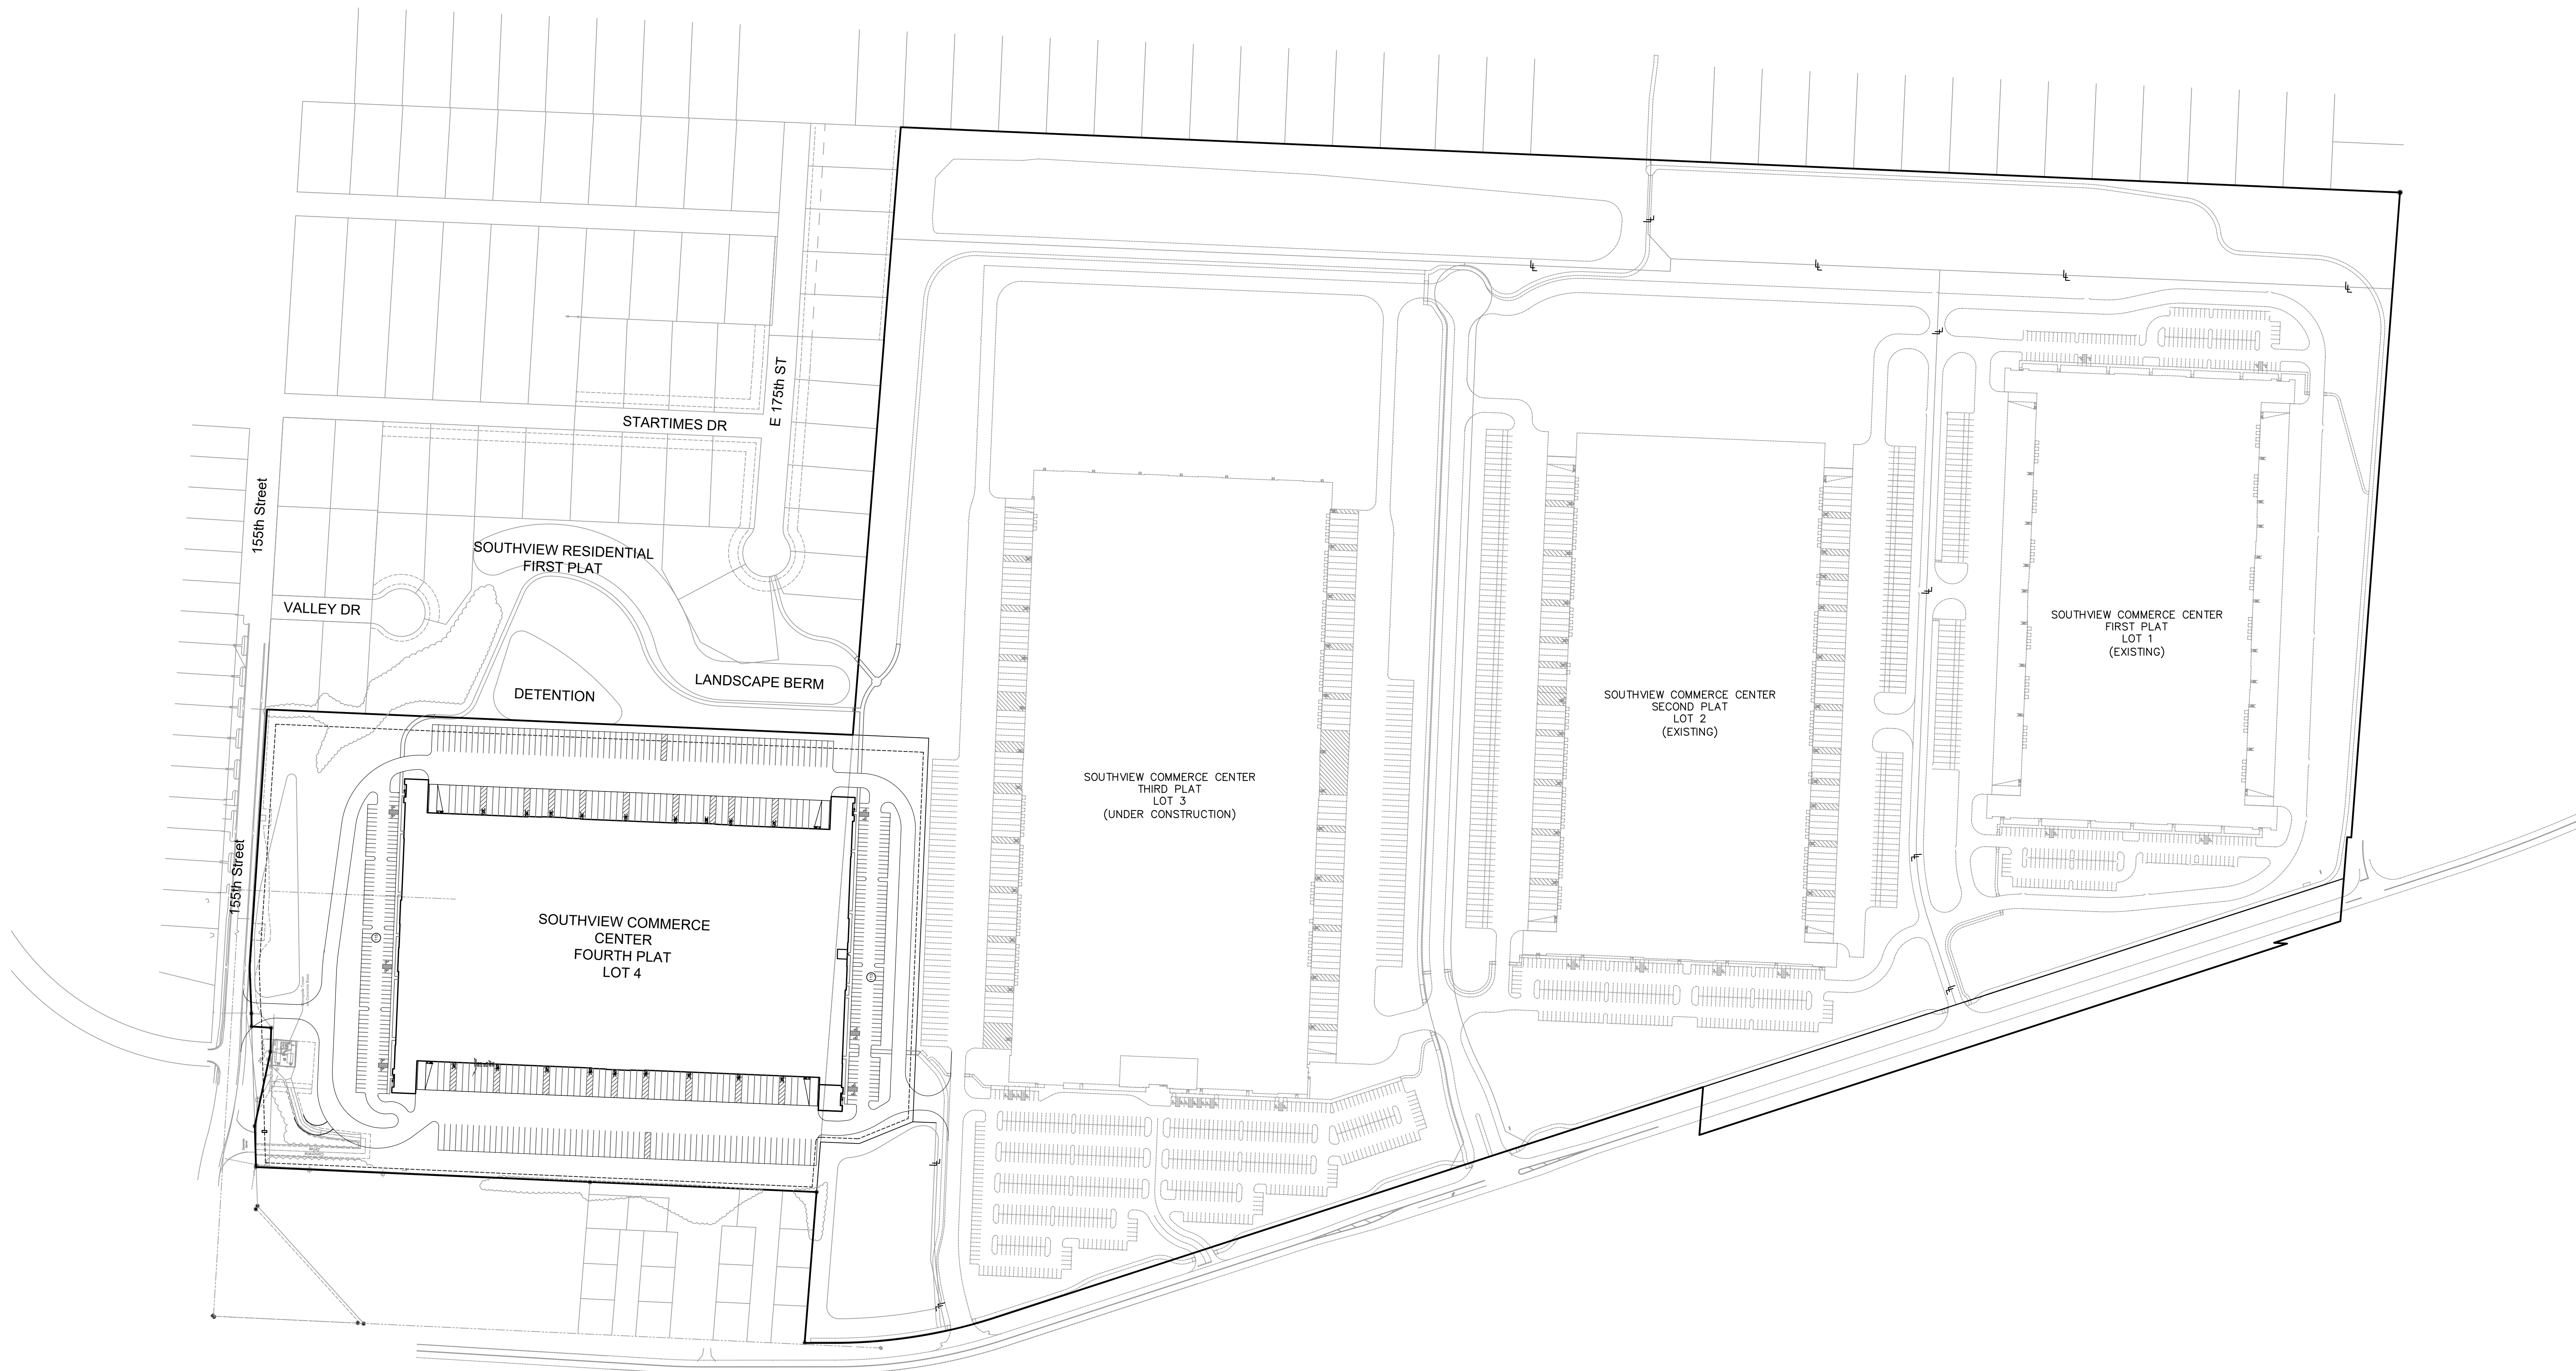 E 175th ST
STARTIMES DR
155th Street
SOUTHVIEW RESIDENTIAL
FIRST PLAT
VALLEY DR
DETENTION
LANDSCAPE BERM
155th Street
SOUTHVIEW COMMERCE
CENTER
FOURTH PLAT
LOT 4
SOUTHVIEW COMMERCE CENTER
THIRD PLAT
LOT 3
(UNDER CONSTRUCTION)
SOUTHVIEW COMMERCE CENTER
SECOND PLAT
LOT 2
(EXISTING)
SOUTHVIEW COMMERCE CENTER
FIRST PLAT
LOT 1
(EXISTING)